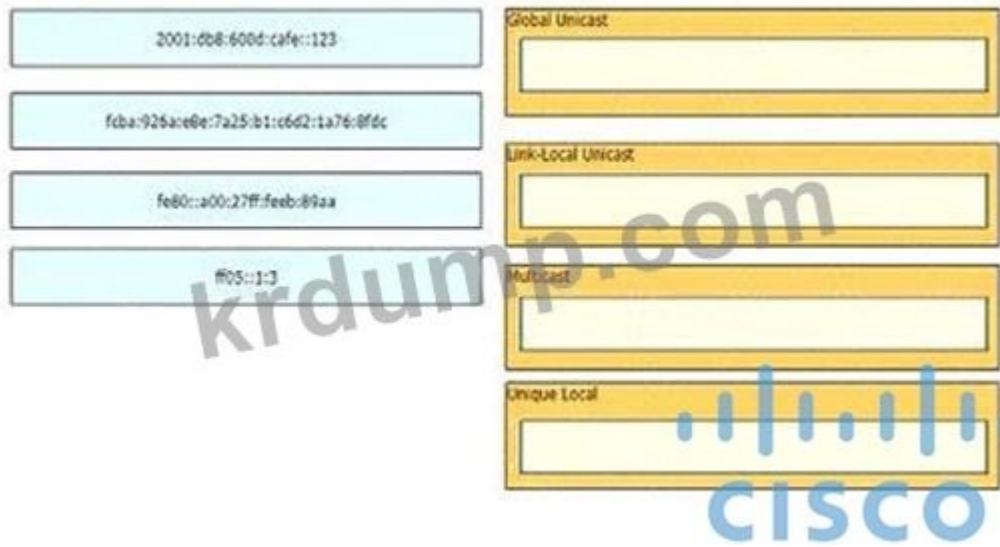 2001:db8:600d:cafe::123
fcba:926a:e8e:7a25:b1:c6d2:1a76:8fdc
fe80::a00:27ff:feeb:89aa
ff05::1:3
Global Unicast
Link-Local Unicast
Multicast
Unique Local
krdump.com
CISCO